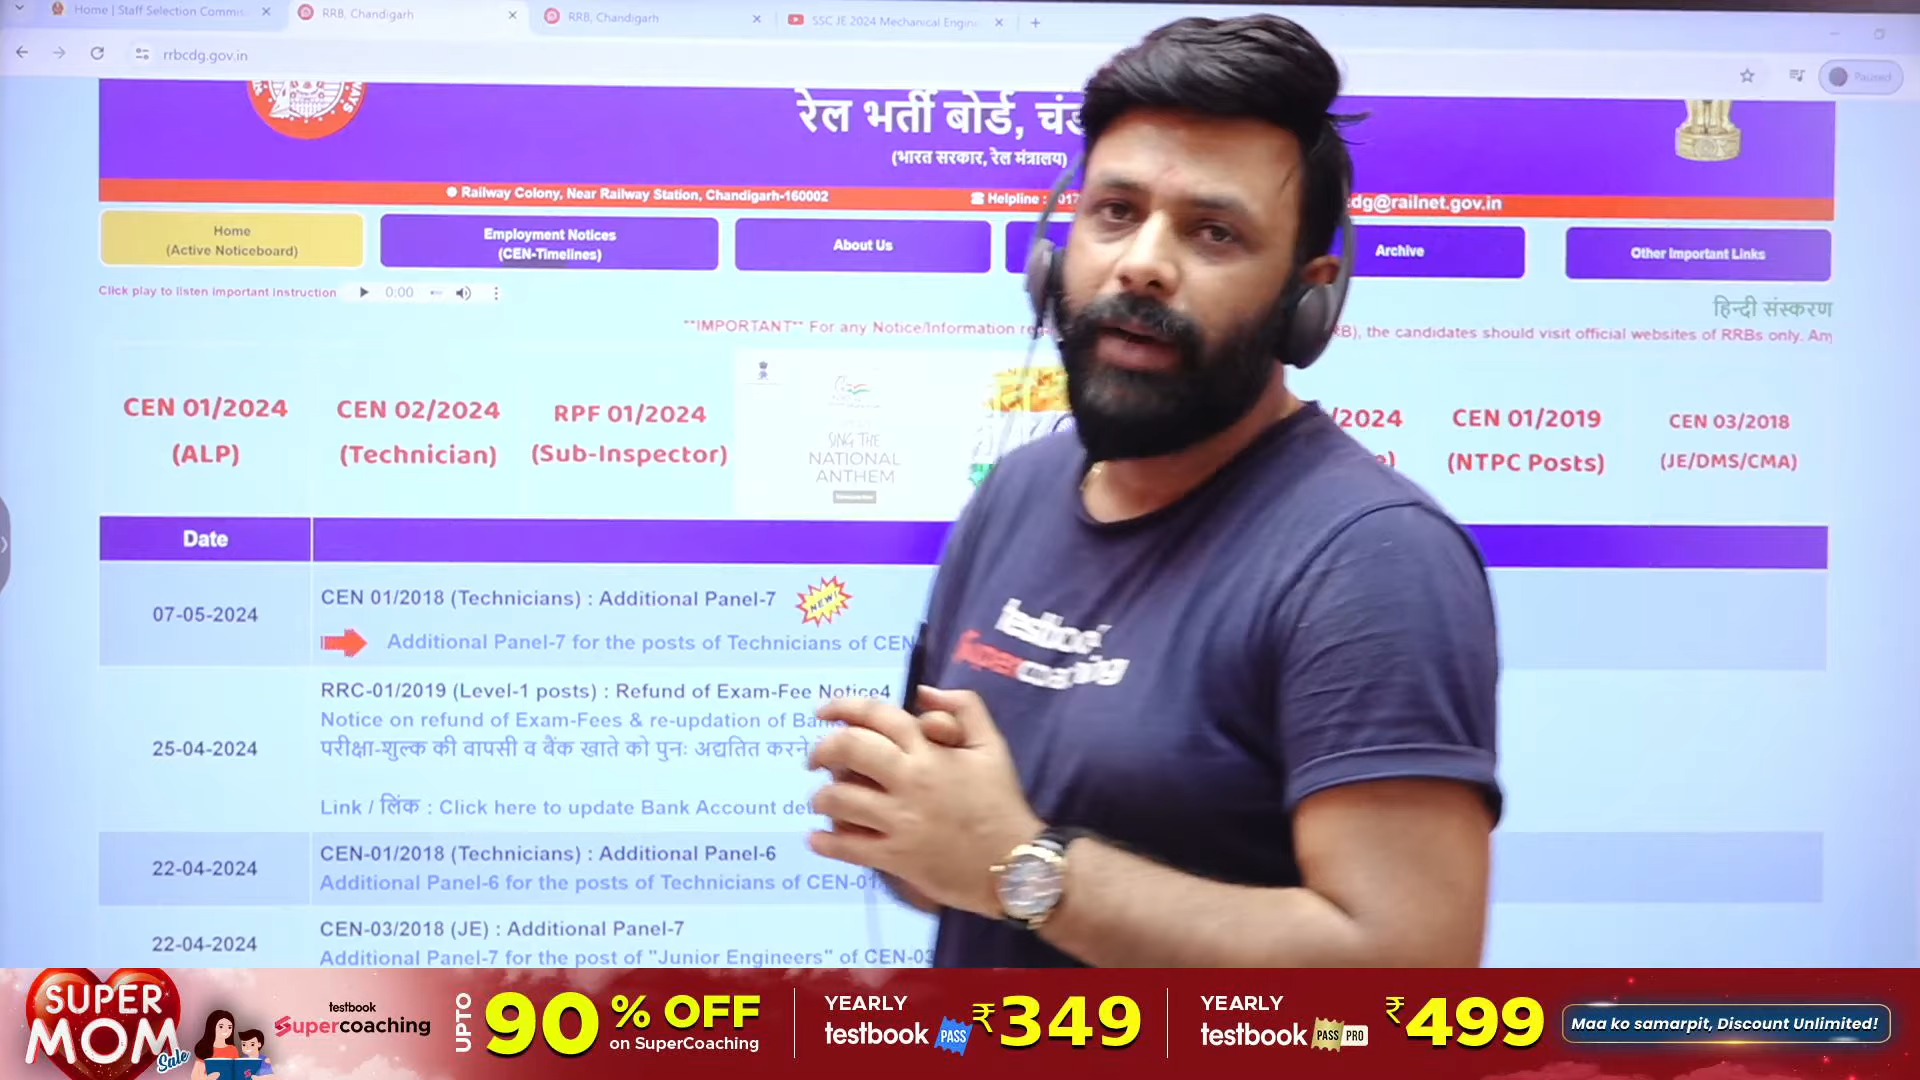 Home | Staff Selection Commis
RRB, Chandigarh
RRB, Chandigarh
SSC JE 2024 Mechanical Engin
rrbcdg.gov.in
Paused
रेल भर्ती बोर्ड, चंड
(भारत सरकार, रेल मंत्रालय)
Railway Colony, Near Railway Station, Chandigarh-160002
Helpline : 017
cdg@railnet.gov.in
Home
(Active Noticeboard)
Employment Notices
(CEN-Timelines)
About Us
Archive
Other Important Links
Click play to listen important instruction
0:00
हिन्दी संस्करण
**IMPORTANT** For any Notice/Information re
RB), the candidates should visit official websites of RRBs only. Any
CEN 01/2024
(ALP)
CEN 02/2024
(Technician)
RPF 01/2024
(Sub-Inspector)
SING THE
NATIONAL
ANTHEM
/2024
e)
CEN 01/2019
(NTPC Posts)
CEN 03/2018
(JE/DMS/CMA)
Date
07-05-2024
CEN 01/2018 (Technicians) : Additional Panel-7
NEW!
Additional Panel-7 for the posts of Technicians of CEN
25-04-2024
RRC-01/2019 (Level-1 posts) : Refund of Exam-Fee Notice4
Notice on refund of Exam-Fees & re-updation of Ban
परीक्षा-शुल्क की वापसी व बैंक खाते को पुनः अद्यतित करने
Link / लिंक : Click here to update Bank Account det
22-04-2024
CEN-01/2018 (Technicians) : Additional Panel-6
Additional Panel-6 for the posts of Technicians of CEN-01
22-04-2024
CEN-03/2018 (JE) : Additional Panel-7
Additional Panel-7 for the post of "Junior Engineers" of CEN-03
testbook
Supercoaching
SUPER
MOM
Sale
testbook
Supercoaching
UPTO
90% OFF
on SuperCoaching
YEARLY
testbook PASS
₹349
YEARLY
testbook PASS PRO
₹499
Maa ko samarpit, Discount Unlimited!